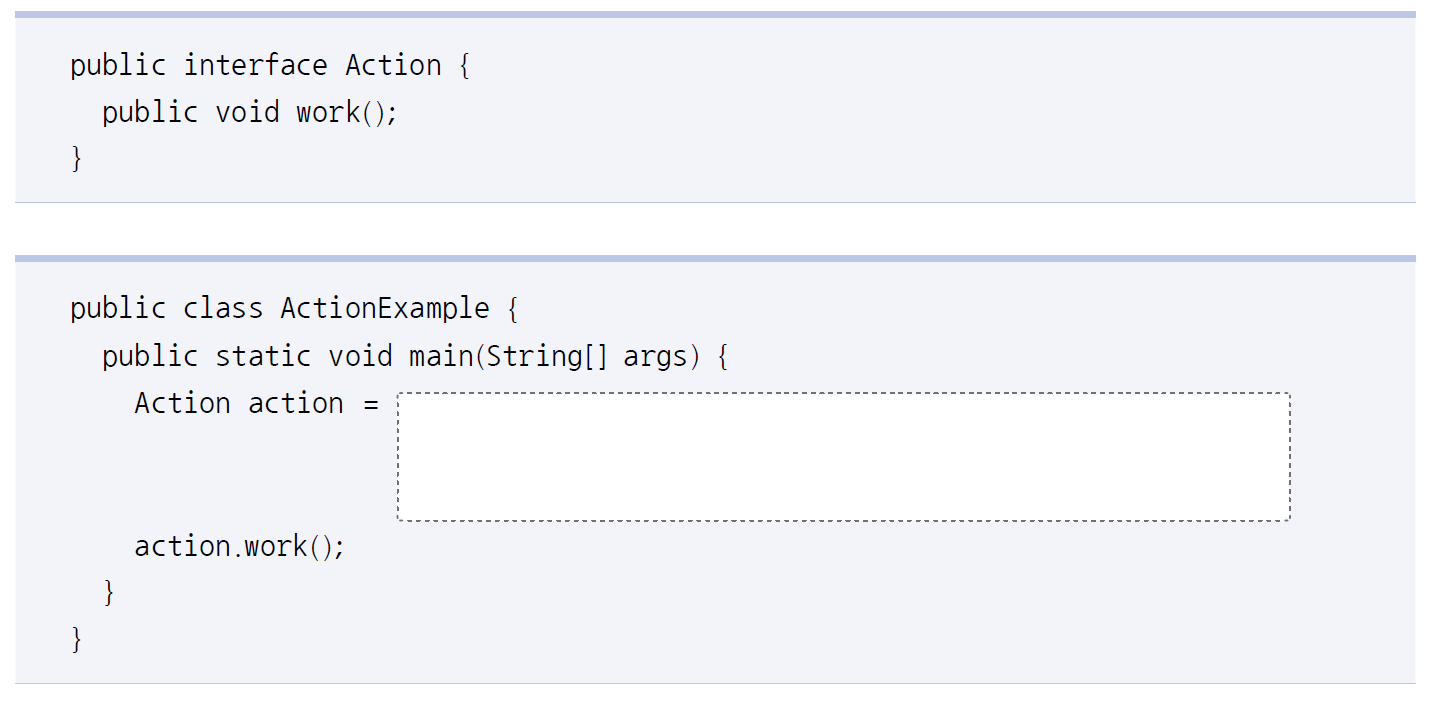 public interface Action {
public void work();
}
public class ActionExample {
public static void main(String[] args) {
Action action =
action.work();
}
}